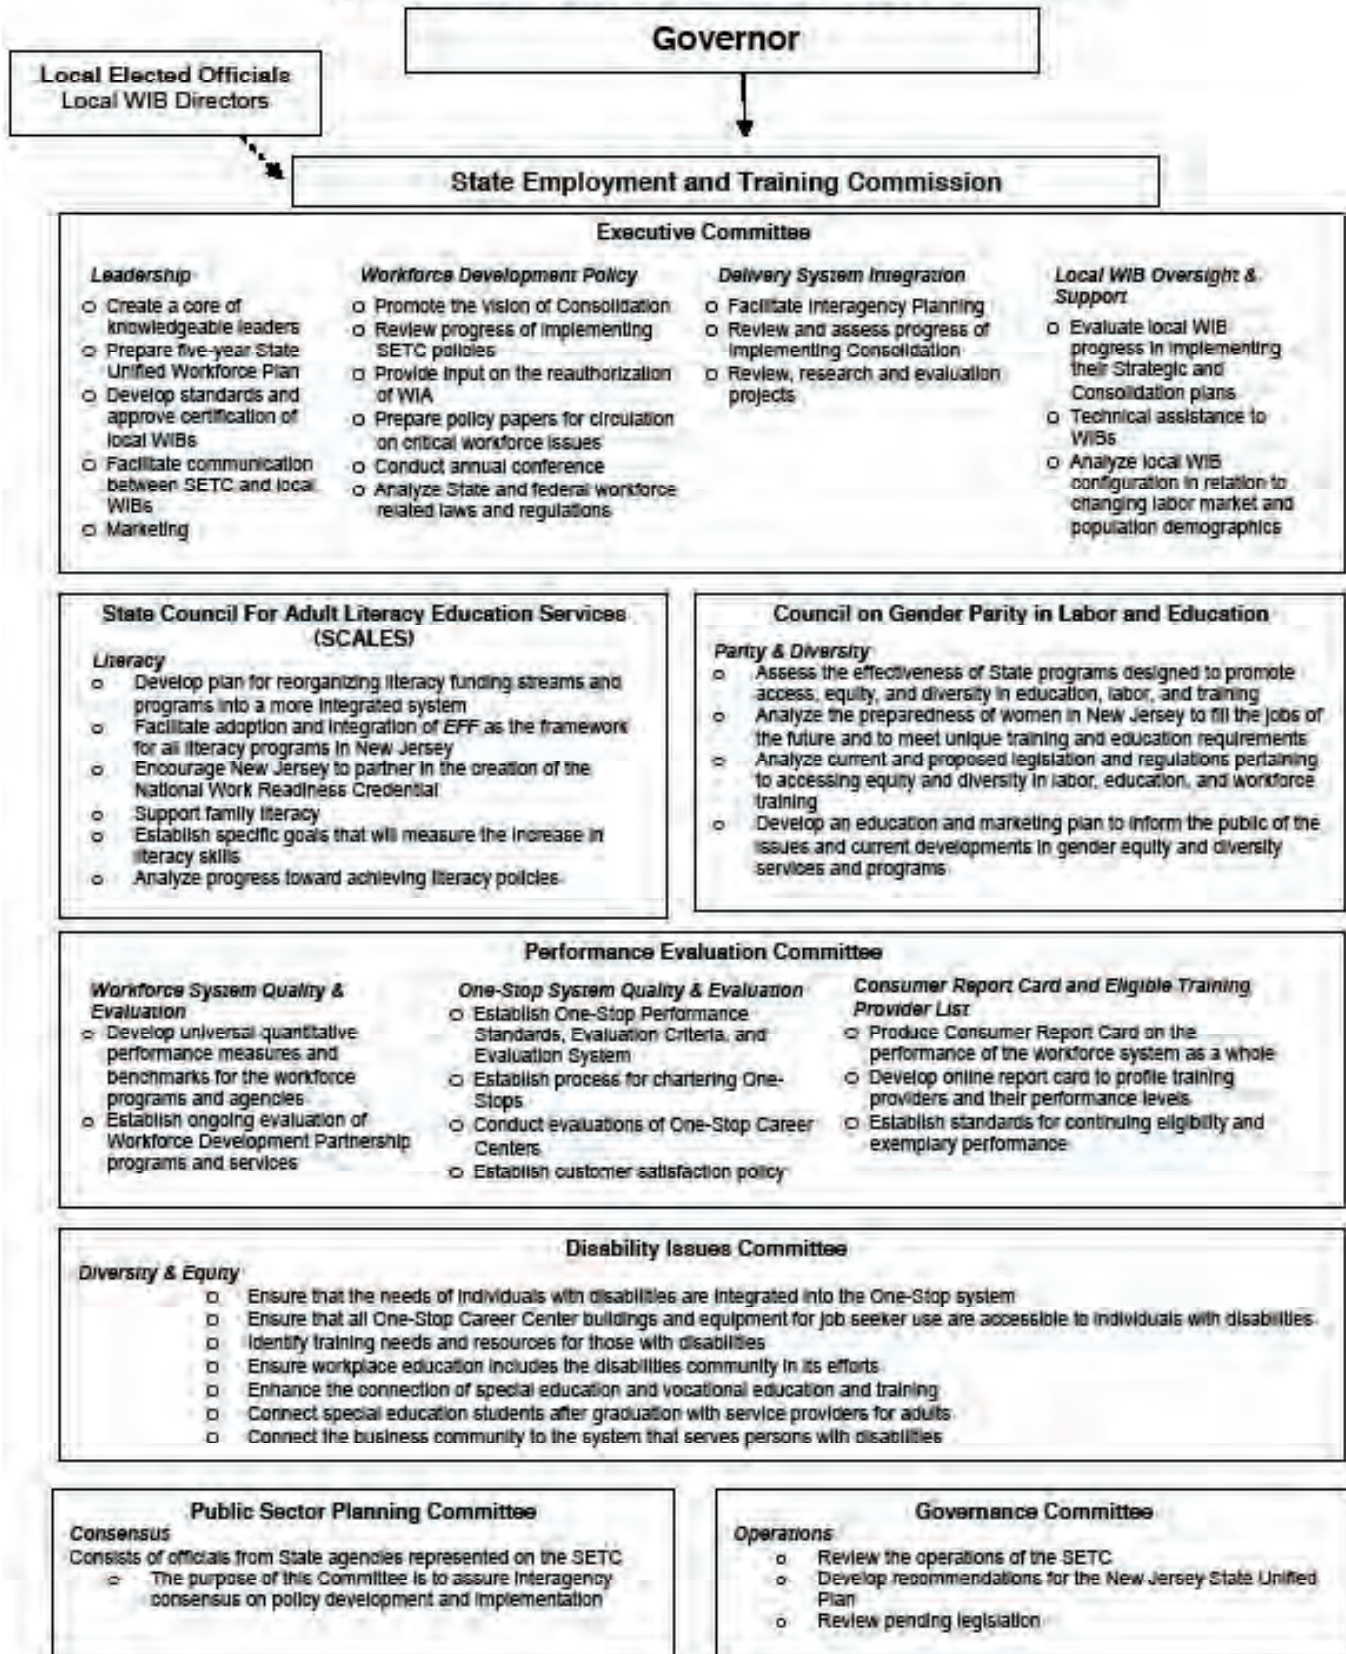 Governor
Local Elected Officials
Local WIB Directors
State Employment and Training Commission
Executive Committee
Leadership
o Create a core of
knowledgeable leaders
o Prepare five-year State
Unified Workforce Plan
o Develop standards and
approve certification of
local WIBs
o Facilitate communication
between SETC and local
WIBs
o Marketing
Workforce Development Policy
o Promote the vision of Consolidation
o Review progress of implementing
SETC policies
o Provide input on the reauthorization
of WIA
o Prepare policy papers for circulation
on critical workforce issues
o Conduct annual conference
o Analyze State and federal workforce
related laws and regulations
Delivery System Integration
o Facilitate Interagency Planning
o Review and assess progress of
implementing Consolidation
o Review, research and evaluation
projects
Local WIB Oversight &
Support
o Evaluate local WIB
progress in implementing
their Strategic and
Consolidation plans
o Technical assistance to
WIBs
o Analyze local WIB
configuration in relation to
changing labor market and
population demographics
State Council For Adult Literacy Education Services
(SCALES)
Literacy
o Develop plan for reorganizing literacy funding streams and
programs into a more integrated system
o Facilitate adoption and integration of EFF as the framework
for all literacy programs in New Jersey
o Encourage New Jersey to partner in the creation of the
National Work Readiness Credential
o Support family literacy
o Establish specific goals that will measure the increase in
literacy skills
o Analyze progress toward achieving literacy policies
Council on Gender Parity in Labor and Education
Parity & Diversity
o Assess the effectiveness of State programs designed to promote
access, equity, and diversity in education, labor, and training
o Analyze the preparedness of women in New Jersey to fill the jobs of
the future and to meet unique training and education requirements
o Analyze current and proposed legislation and regulations pertaining
to accessing equity and diversity in labor, education, and workforce
training
o Develop an education and marketing plan to inform the public of the
issues and current developments in gender equity and diversity
services and programs
Performance Evaluation Committee
Workforce System Quality &
Evaluation
o Develop universal quantitative
performance measures and
benchmarks for the workforce
programs and agencies
o Establish ongoing evaluation of
Workforce Development Partnership
programs and services
One-Stop System Quality & Evaluation
o Establish One-Stop Performance
Standards, Evaluation Criteria, and
Evaluation System
o Establish process for chartering One-
Stops
o Conduct evaluations of One-Stop Career
Centers
o Establish customer satisfaction policy
Consumer Report Card and Eligible Training
Provider List
o Produce Consumer Report Card on the
performance of the workforce system as a whole
o Develop online report card to profile training
providers and their performance levels
o Establish standards for continuing eligibility and
exemplary performance
Disability Issues Committee
Diversity & Equity
o Ensure that the needs of individuals with disabilities are integrated into the One-Stop system
o Ensure that all One-Stop Career Center buildings and equipment for job seeker use are accessible to individuals with disabilities
o Identify training needs and resources for those with disabilities
o Ensure workplace education includes the disabilities community in its efforts
o Enhance the connection of special education and vocational education and training
o Connect special education students after graduation with service providers for adults
o Connect the business community to the system that serves persons with disabilities
Public Sector Planning Committee
Consensus
Consists of officials from State agencies represented on the SETC
o The purpose of this Committee is to assure interagency
consensus on policy development and implementation
Governance Committee
Operations
o Review the operations of the SETC
o Develop recommendations for the New Jersey State Unified
Plan
o Review pending legislation